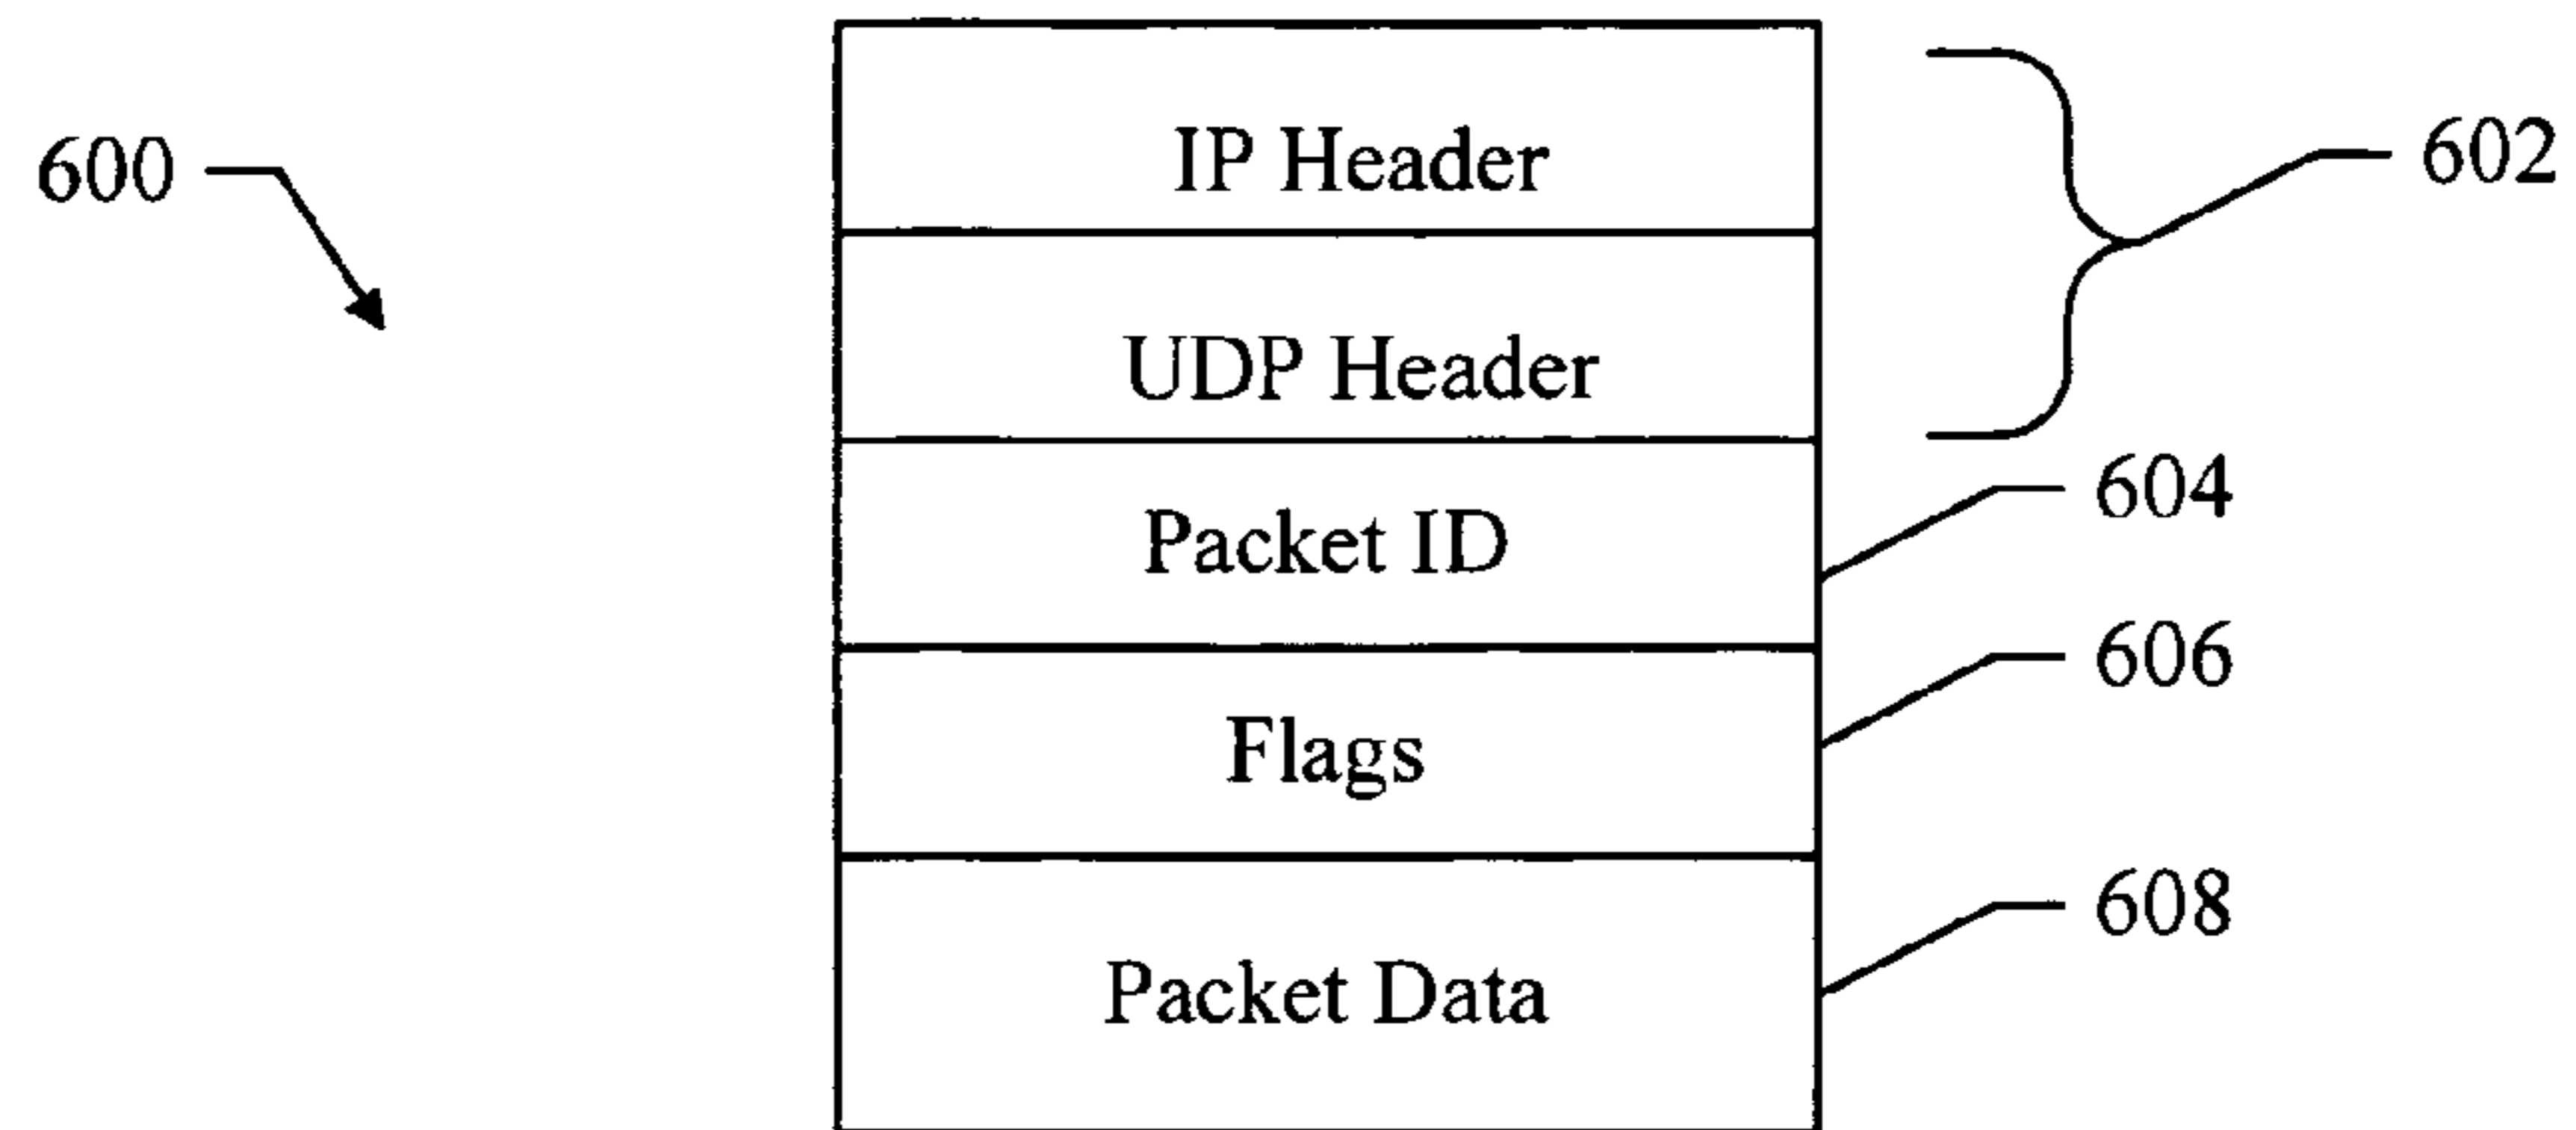 IP Header
600
602
UDP Header
604
Packet ID
606
Flags
608
Packet Data